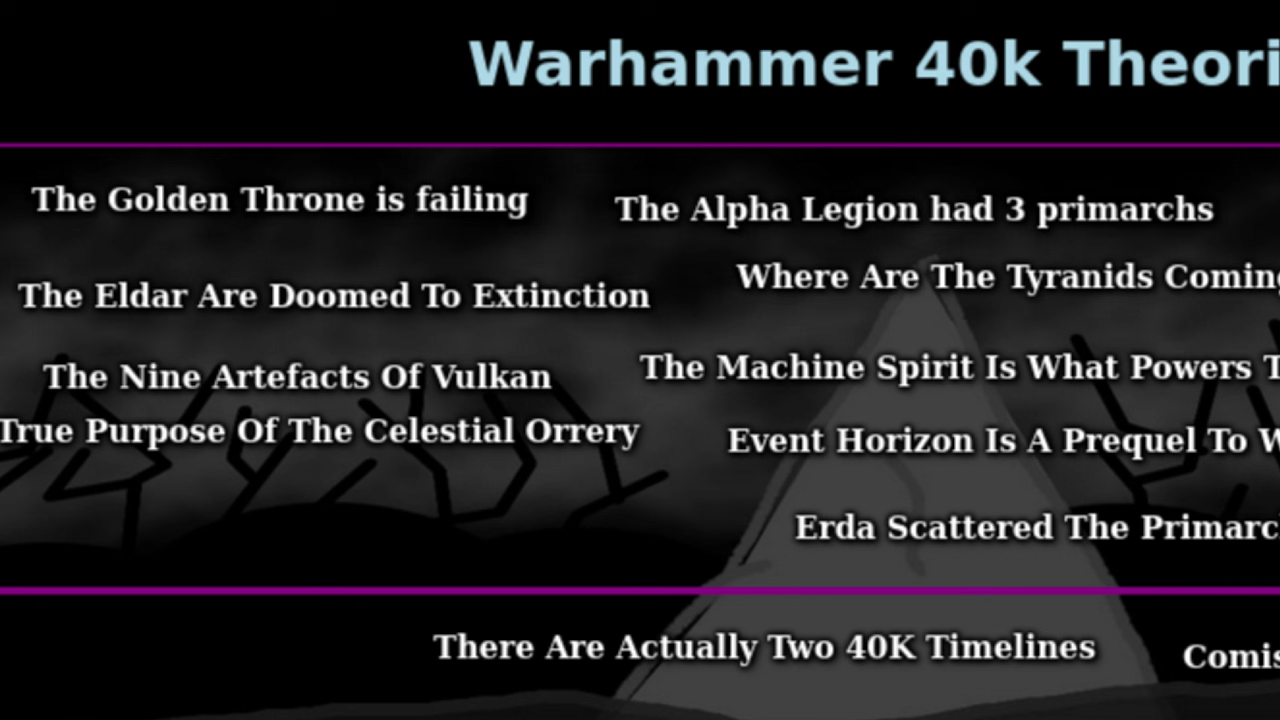 Warhammer 40k Theori
The Golden Throne is failing
The Alpha Legion had 3 primarchs
Where Are The Tyranids Coming
The Eldar Are Doomed To Extinction
The Machine Spirit Is What Powers T
The Nine Artefacts Of Vulkan
True Purpose Of The Celestial Orrery
Event Horizon Is A Prequel To W
Erda Scattered The Primarc
There Are Actually Two 40K Timelines
Comis